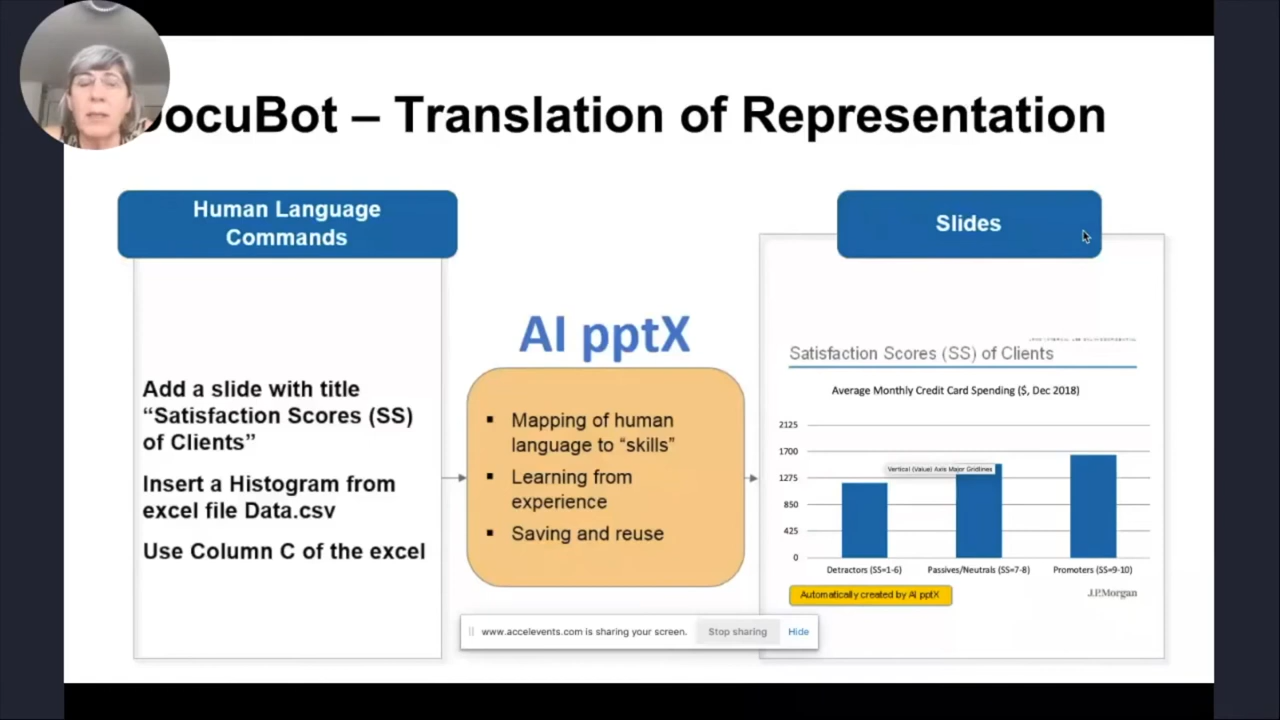 ocuBot – Translation of Representation
Human Language
Commands
Slides
Add a slide with title
“Satisfaction Scores (SS)
of Clients”
Insert a Histogram from
excel file Data.csv
Use Column C of the excel
AI pptX
▪ Mapping of human
language to “skills”
▪ Learning from
experience
▪ Saving and reuse
Satisfaction Scores (SS) of Clients
Average Monthly Credit Card Spending ($, Dec 2018)
2125
1700
Vertical (Value) Axis Major Gridlines
1275
850
425
0
Detractors (SS=1-6) Passives/Neutrals (SS=7-8) Promoters (SS=9-10)
Automatically created by AI pptX
J.P.Morgan
www.accelevents.com is sharing your screen. Stop sharing Hide